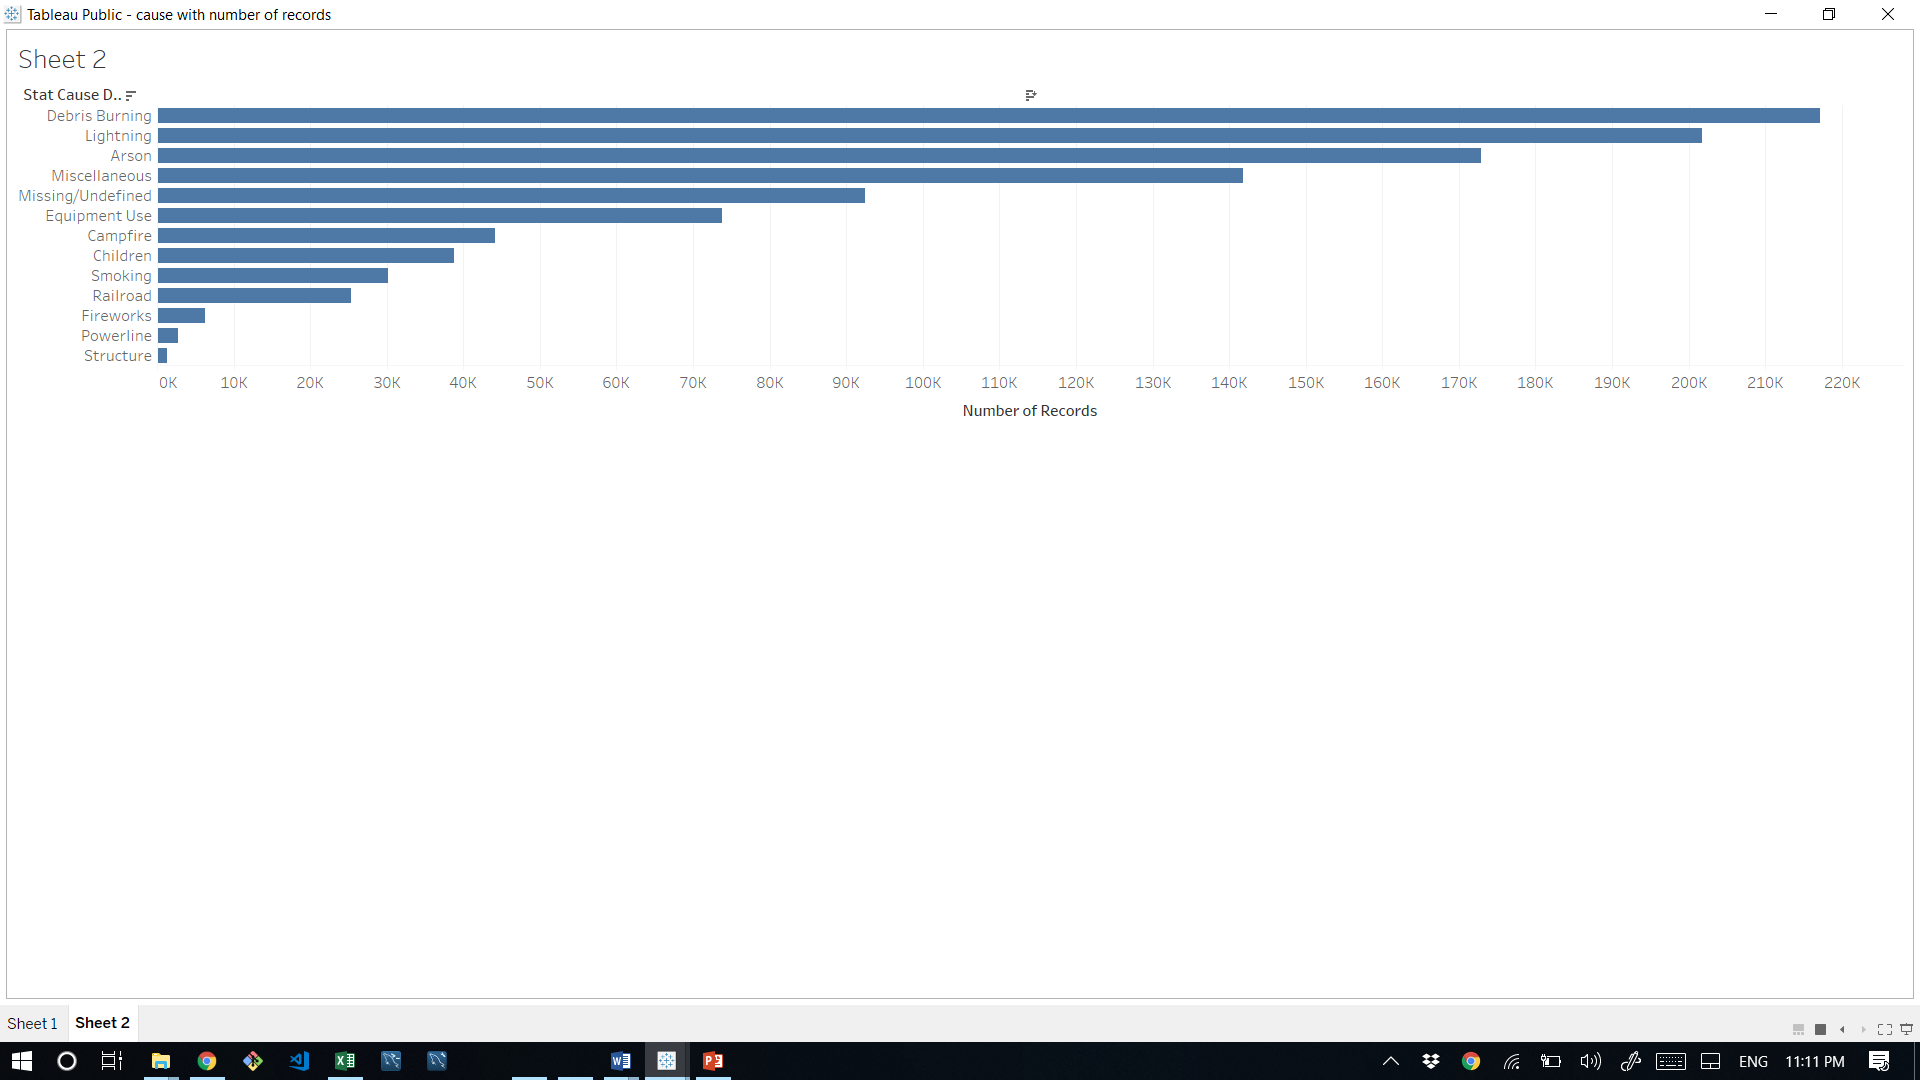 Tableau Public - cause with number of records
Sheet 2
Stat Cause D..
Debris Burning
Lightning
Arson
Miscellaneous
Missing/Undefined
Equipment Use
Campfire
Children
Smoking
Railroad
Fireworks
Powerline
Structure
0K 10K 20K 30K 40K 50K 60K 70K 80K 90K 100K 110K 120K 130K 140K 150K 160K 170K 180K 190K 200K 210K 220K
Number of Records
Sheet 1 Sheet 2
ENG 11:11 PM